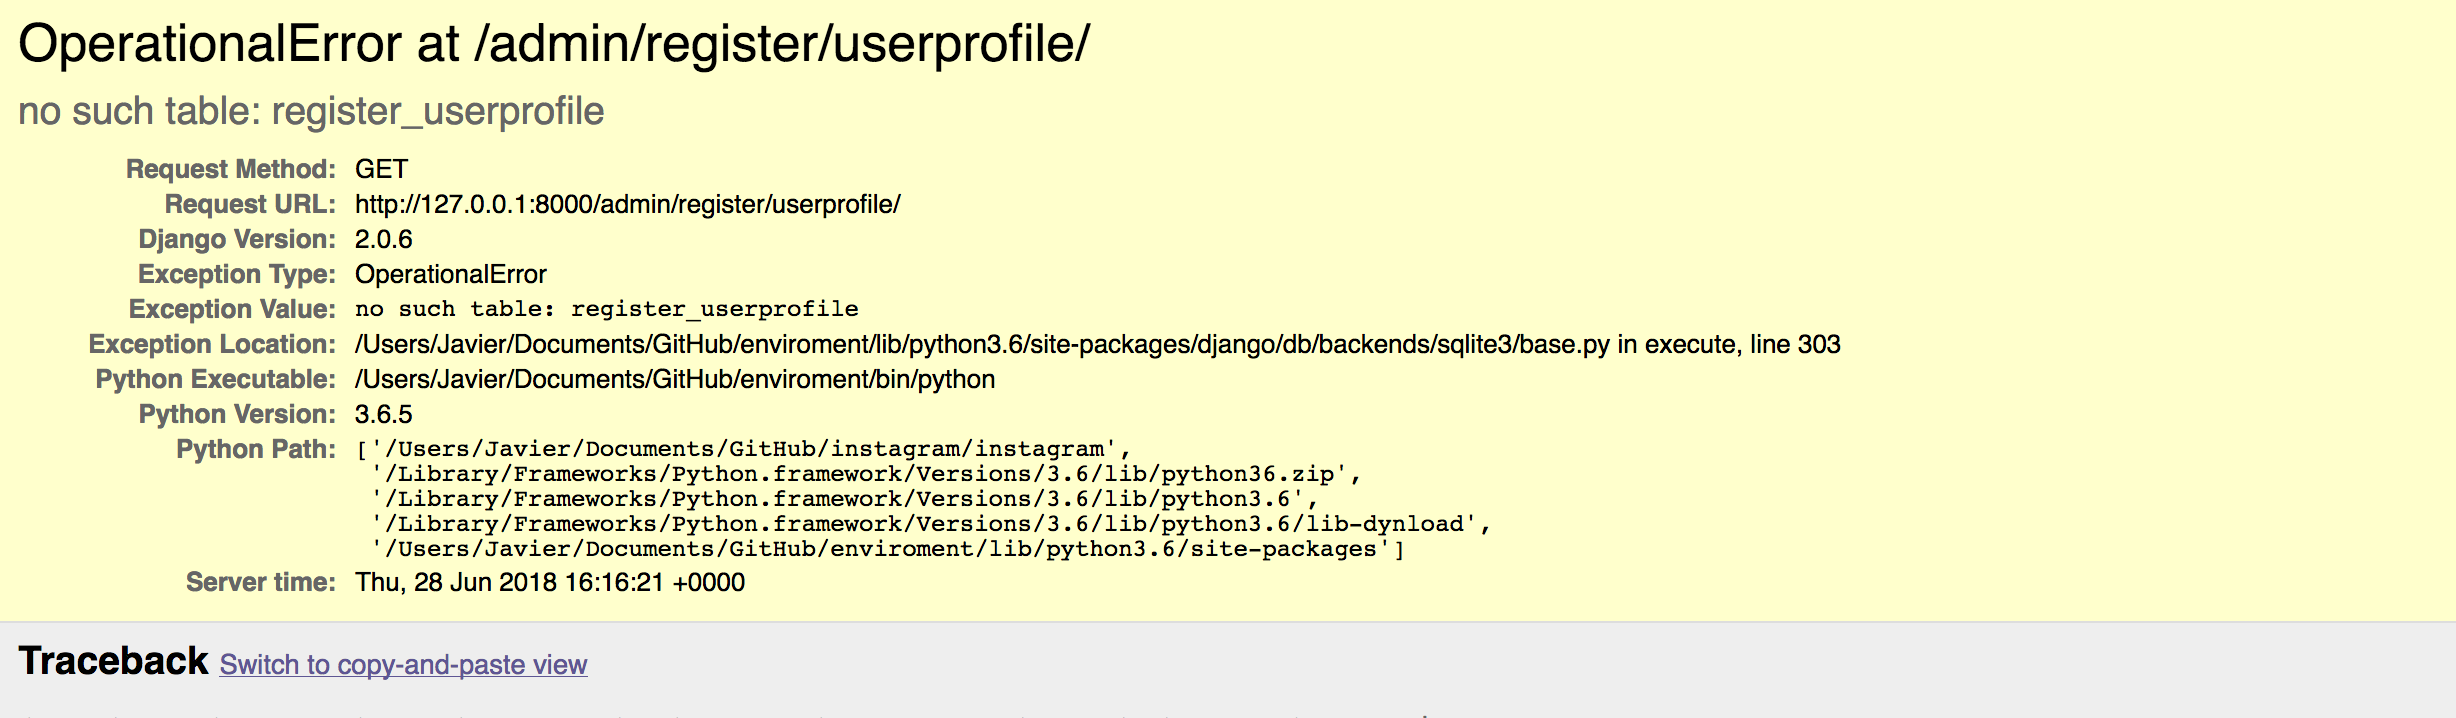 OperationalError at /admin/register/userprofile/
no such table: register_userprofile
Request Method: GET
Request URL: http://127.0.0.1:8000/admin/register/userprofile/
Django Version: 2.0.6
Exception Type: OperationalError
Exception Value: no such table: register_userprofile
Exception Location: /Users/Javier/Documents/GitHub/enviroment/lib/python3.6/site-packages/django/db/backends/sqlite3/base.py in execute, line 303
Python Executable: /Users/Javier/Documents/GitHub/enviroment/bin/python
Python Version: 3.6.5
Python Path: ['/Users/Javier/Documents/GitHub/instagram/instagram',
'/Library/Frameworks/Python.framework/Versions/3.6/lib/python36.zip',
'/Library/Frameworks/Python.framework/Versions/3.6/lib/python3.6',
'/Library/Frameworks/Python.framework/Versions/3.6/lib/python3.6/lib-dynload',
'/Users/Javier/Documents/GitHub/enviroment/lib/python3.6/site-packages']
Server time: Thu, 28 Jun 2018 16:16:21 +0000
Traceback Switch to copy-and-paste view